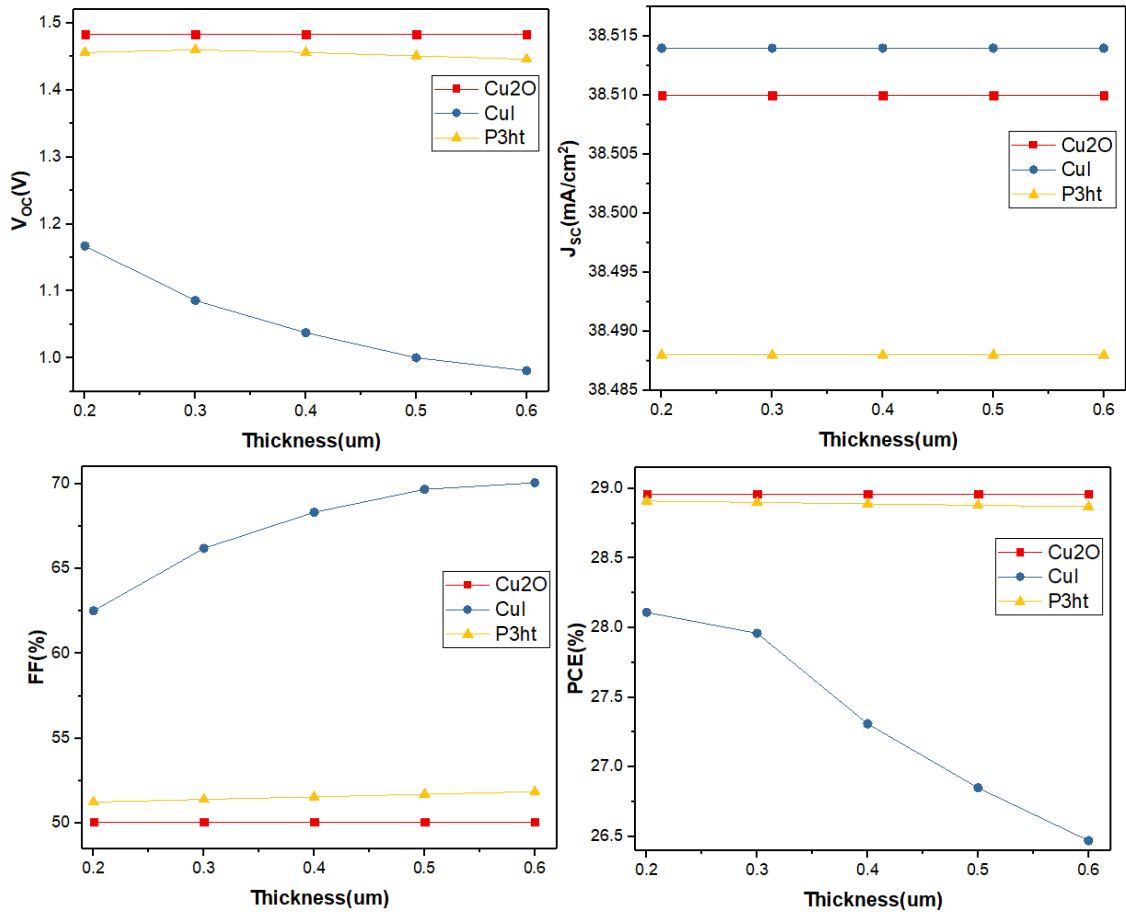 1.5
1.4
1.3
1.2
1.1
1.0
V_OC(V)
Cu2O
CuI
P3ht
0.2 0.3 0.4 0.5 0.6
Thickness(um)
38.515
38.510
38.505
38.500
38.495
38.490
38.485
J_SC(mA/cm²)
Cu2O
CuI
P3ht
0.2 0.3 0.4 0.5 0.6
Thickness(um)
70
65
60
55
50
FF(%)
Cu2O
CuI
P3ht
0.2 0.3 0.4 0.5 0.6
Thickness(um)
29.0
28.5
28.0
27.5
27.0
26.5
PCE(%)
Cu2O
CuI
P3ht
0.2 0.3 0.4 0.5 0.6
Thickness(um)